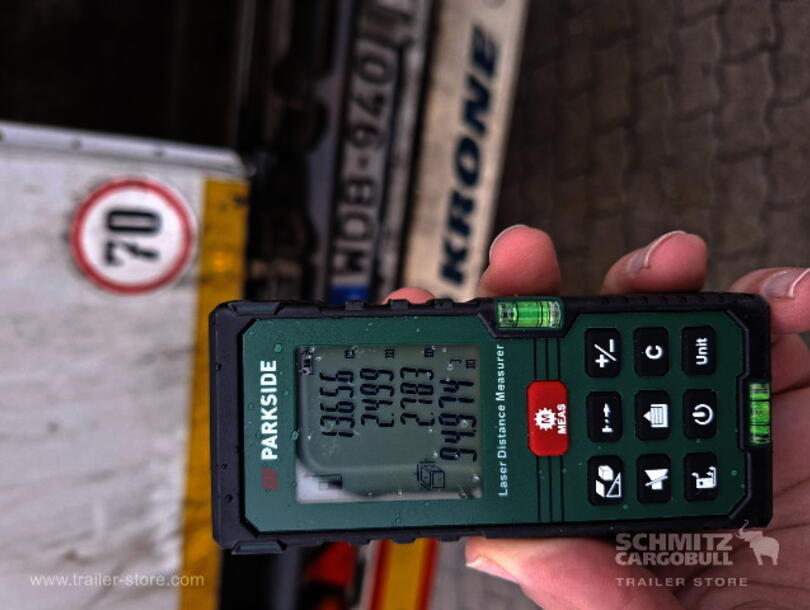 70
KRONE
PARKSIDE
13.656 m
2.499 m
2.783 m
94.974 m³
Laser Distance Measurer
MEAS
+/-
C
Unit
SCHMITZ
CARGOBULL
TRAILER STORE
www.trailer-store.com